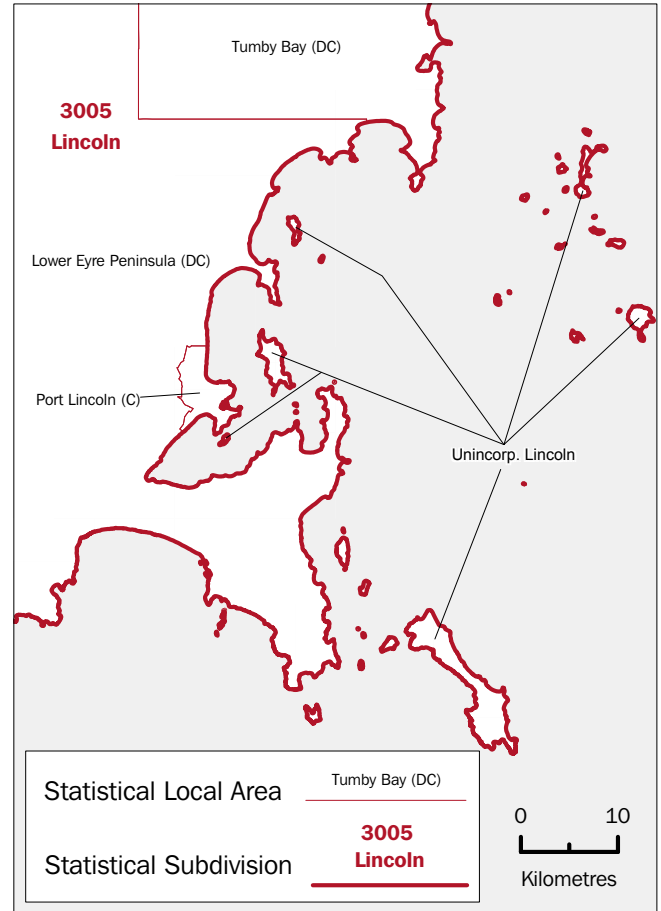 Tumby Bay (DC)
3005
Lincoln
Lower Eyre Peninsula (DC)
Port Lincoln (C)
Unincorp. Lincoln
Statistical Local Area
Tumby Bay (DC)
Statistical Subdivision
3005
Lincoln
0 10
Kilometres